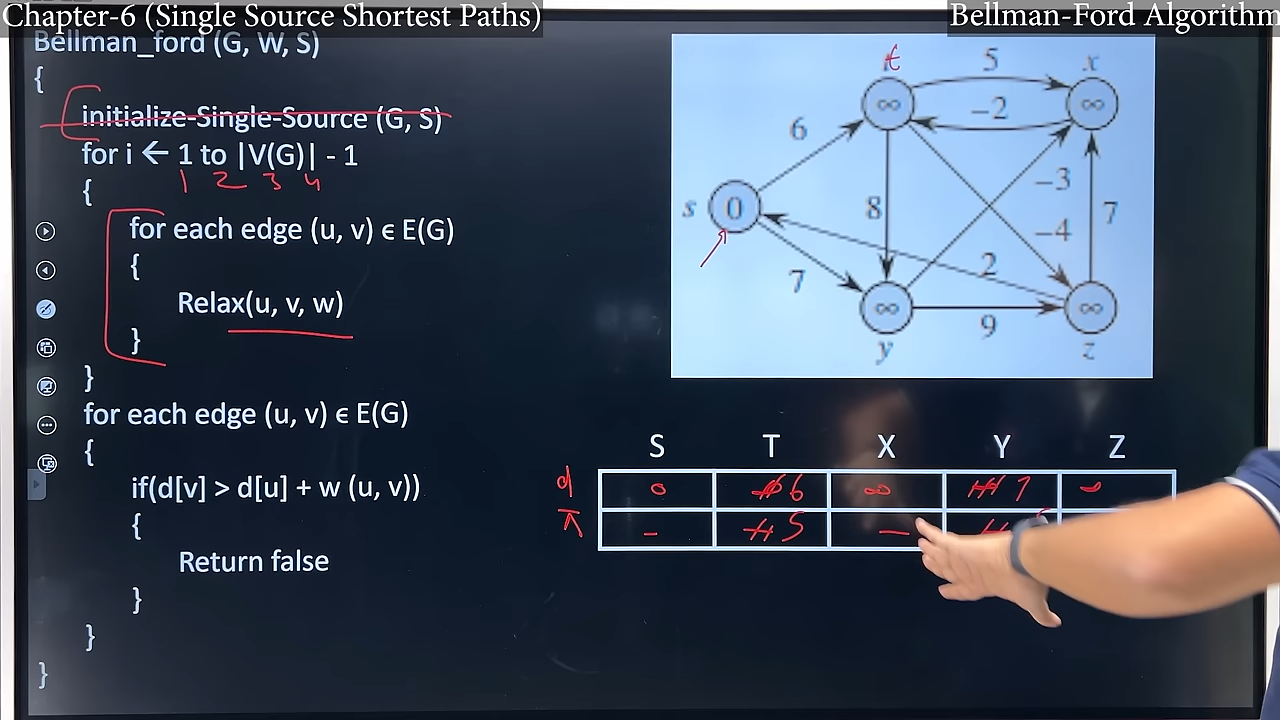 Chapter-6 (Single Source Shortest Paths)
Bellman-Ford Algorithm
Bellman_ford (G, W, S)
{
initialize-Single-Source (G, S)
for i ← 1 to |V(G)| - 1
1 2 3 4
{
for each edge (u, v) ϵ E(G)
{
Relax(u, v, w)
}
}
for each edge (u, v) ϵ E(G)
{
if(d[v] > d[u] + w (u, v))
{
Return false
}
}
}
t 5 x
∞ −2 ∞
6
−3
s 0 8 7
−4
2
7
∞ 9 ∞
y z
S T X Y Z
d 0 6 ∞ 7
π - S —